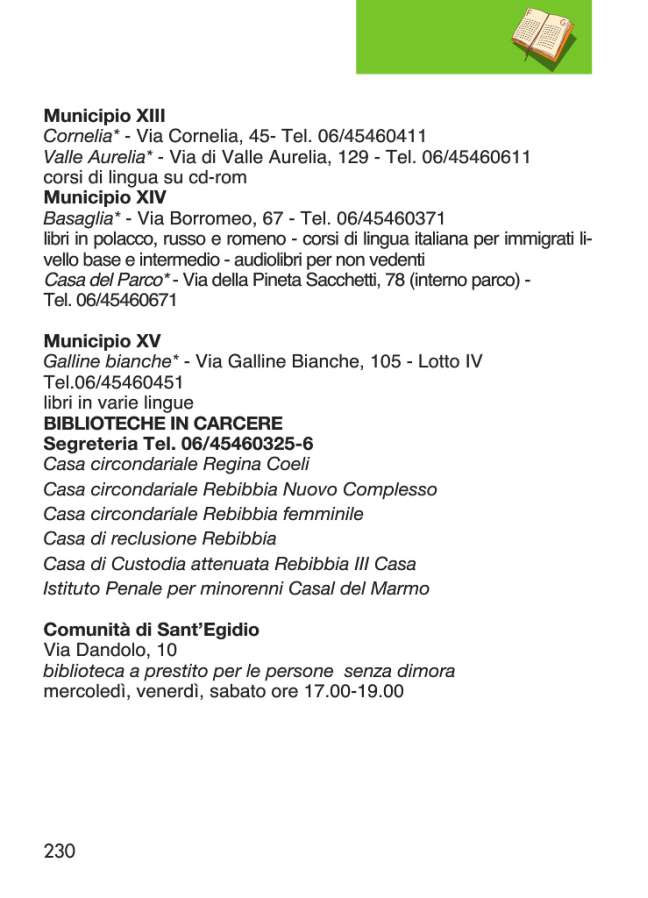 F
G
Municipio XIII
Cornelia* - Via Cornelia, 45- Tel. 06/45460411
Valle Aurelia* - Via di Valle Aurelia, 129 - Tel. 06/45460611
corsi di lingua su cd-rom
Municipio XIV
Basaglia* - Via Borromeo, 67 - Tel. 06/45460371
libri in polacco, russo e romeno - corsi di lingua italiana per immigrati li-
vello base e intermedio - audiolibri per non vedenti
Casa del Parco* - Via della Pineta Sacchetti, 78 (interno parco) -
Tel. 06/45460671
Municipio XV
Galline bianche* - Via Galline Bianche, 105 - Lotto IV
Tel.06/45460451
libri in varie lingue
BIBLIOTECHE IN CARCERE
Segreteria Tel. 06/45460325-6
Casa circondariale Regina Coeli
Casa circondariale Rebibbia Nuovo Complesso
Casa circondariale Rebibbia femminile
Casa di reclusione Rebibbia
Casa di Custodia attenuata Rebibbia III Casa
Istituto Penale per minorenni Casal del Marmo
Comunità di Sant’Egidio
Via Dandolo, 10
biblioteca a prestito per le persone  senza dimora
mercoledì, venerdì, sabato ore 17.00-19.00
230